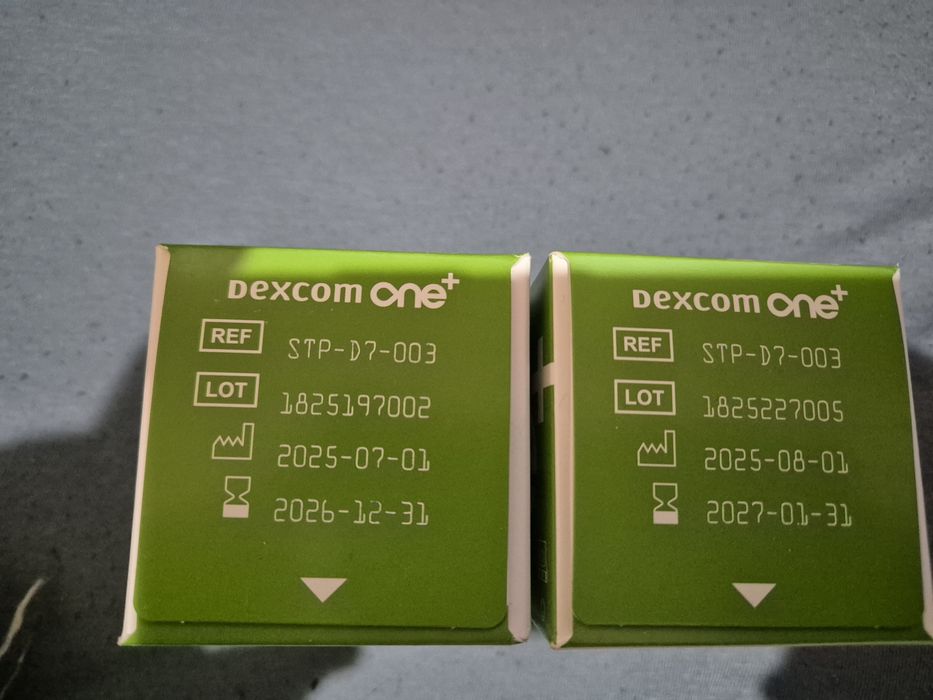 Dexcom one+
REF STP-D7-003
LOT 1825197002
2025-07-01
2026-12-31
Dexcom one+
REF STP-D7-003
LOT 1825227005
2025-08-01
2027-01-31